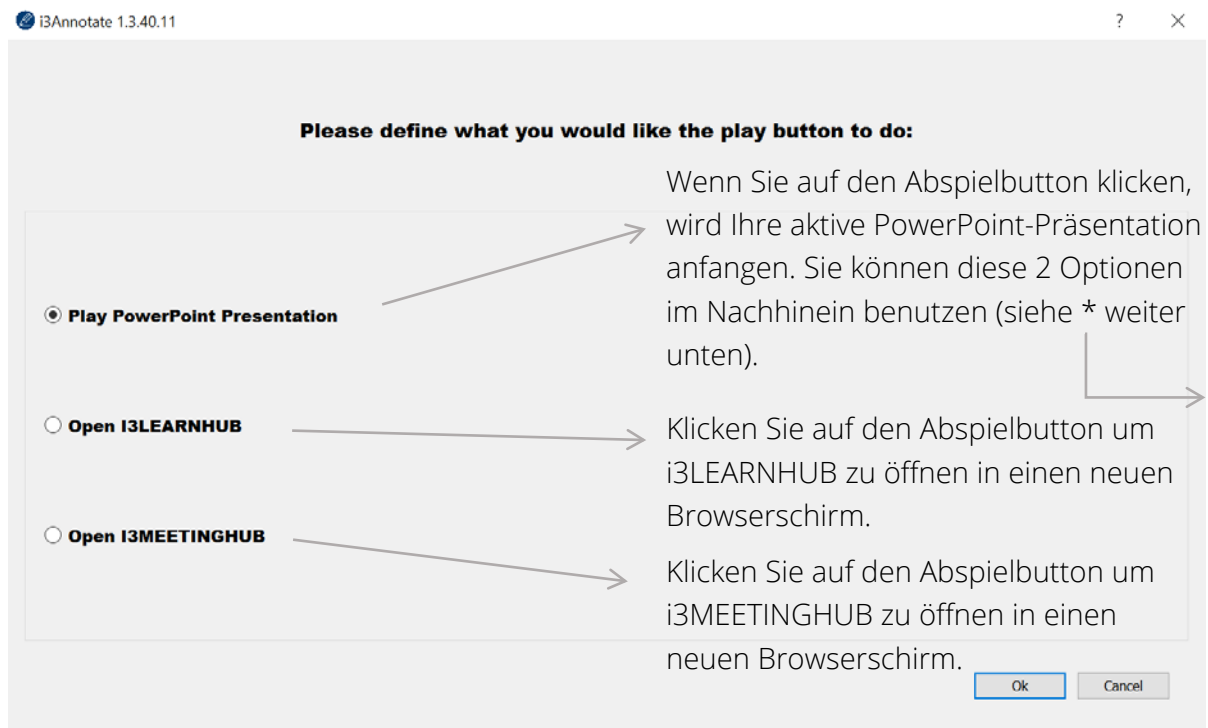 i3Annotate 1.3.40.11
?
Please define what you would like the play button to do:
Play PowerPoint Presentation
Wenn Sie auf den Abspielbutton klicken,
wird Ihre aktive PowerPoint-Präsentation
anfangen. Sie können diese 2 Optionen
im Nachhinein benutzen (siehe * weiter
unten).
Open I3LEARNHUB
Klicken Sie auf den Abspielbutton um
i3LEARNHUB zu öffnen in einen neuen
Browserschirm.
Open I3MEETINGHUB
Klicken Sie auf den Abspielbutton um
i3MEETINGHUB zu öffnen in einen
neuen Browserschirm.
Ok
Cancel